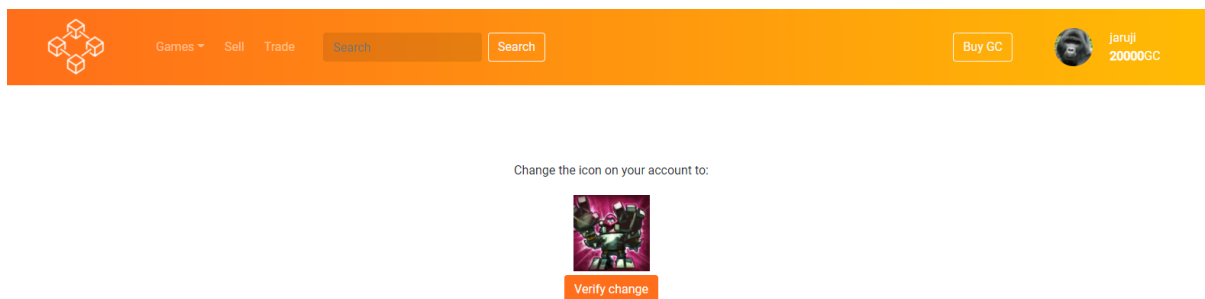 Games Sell Trade Search Search Buy GC jaruji
20000GC
Change the icon on your account to:
Verify change